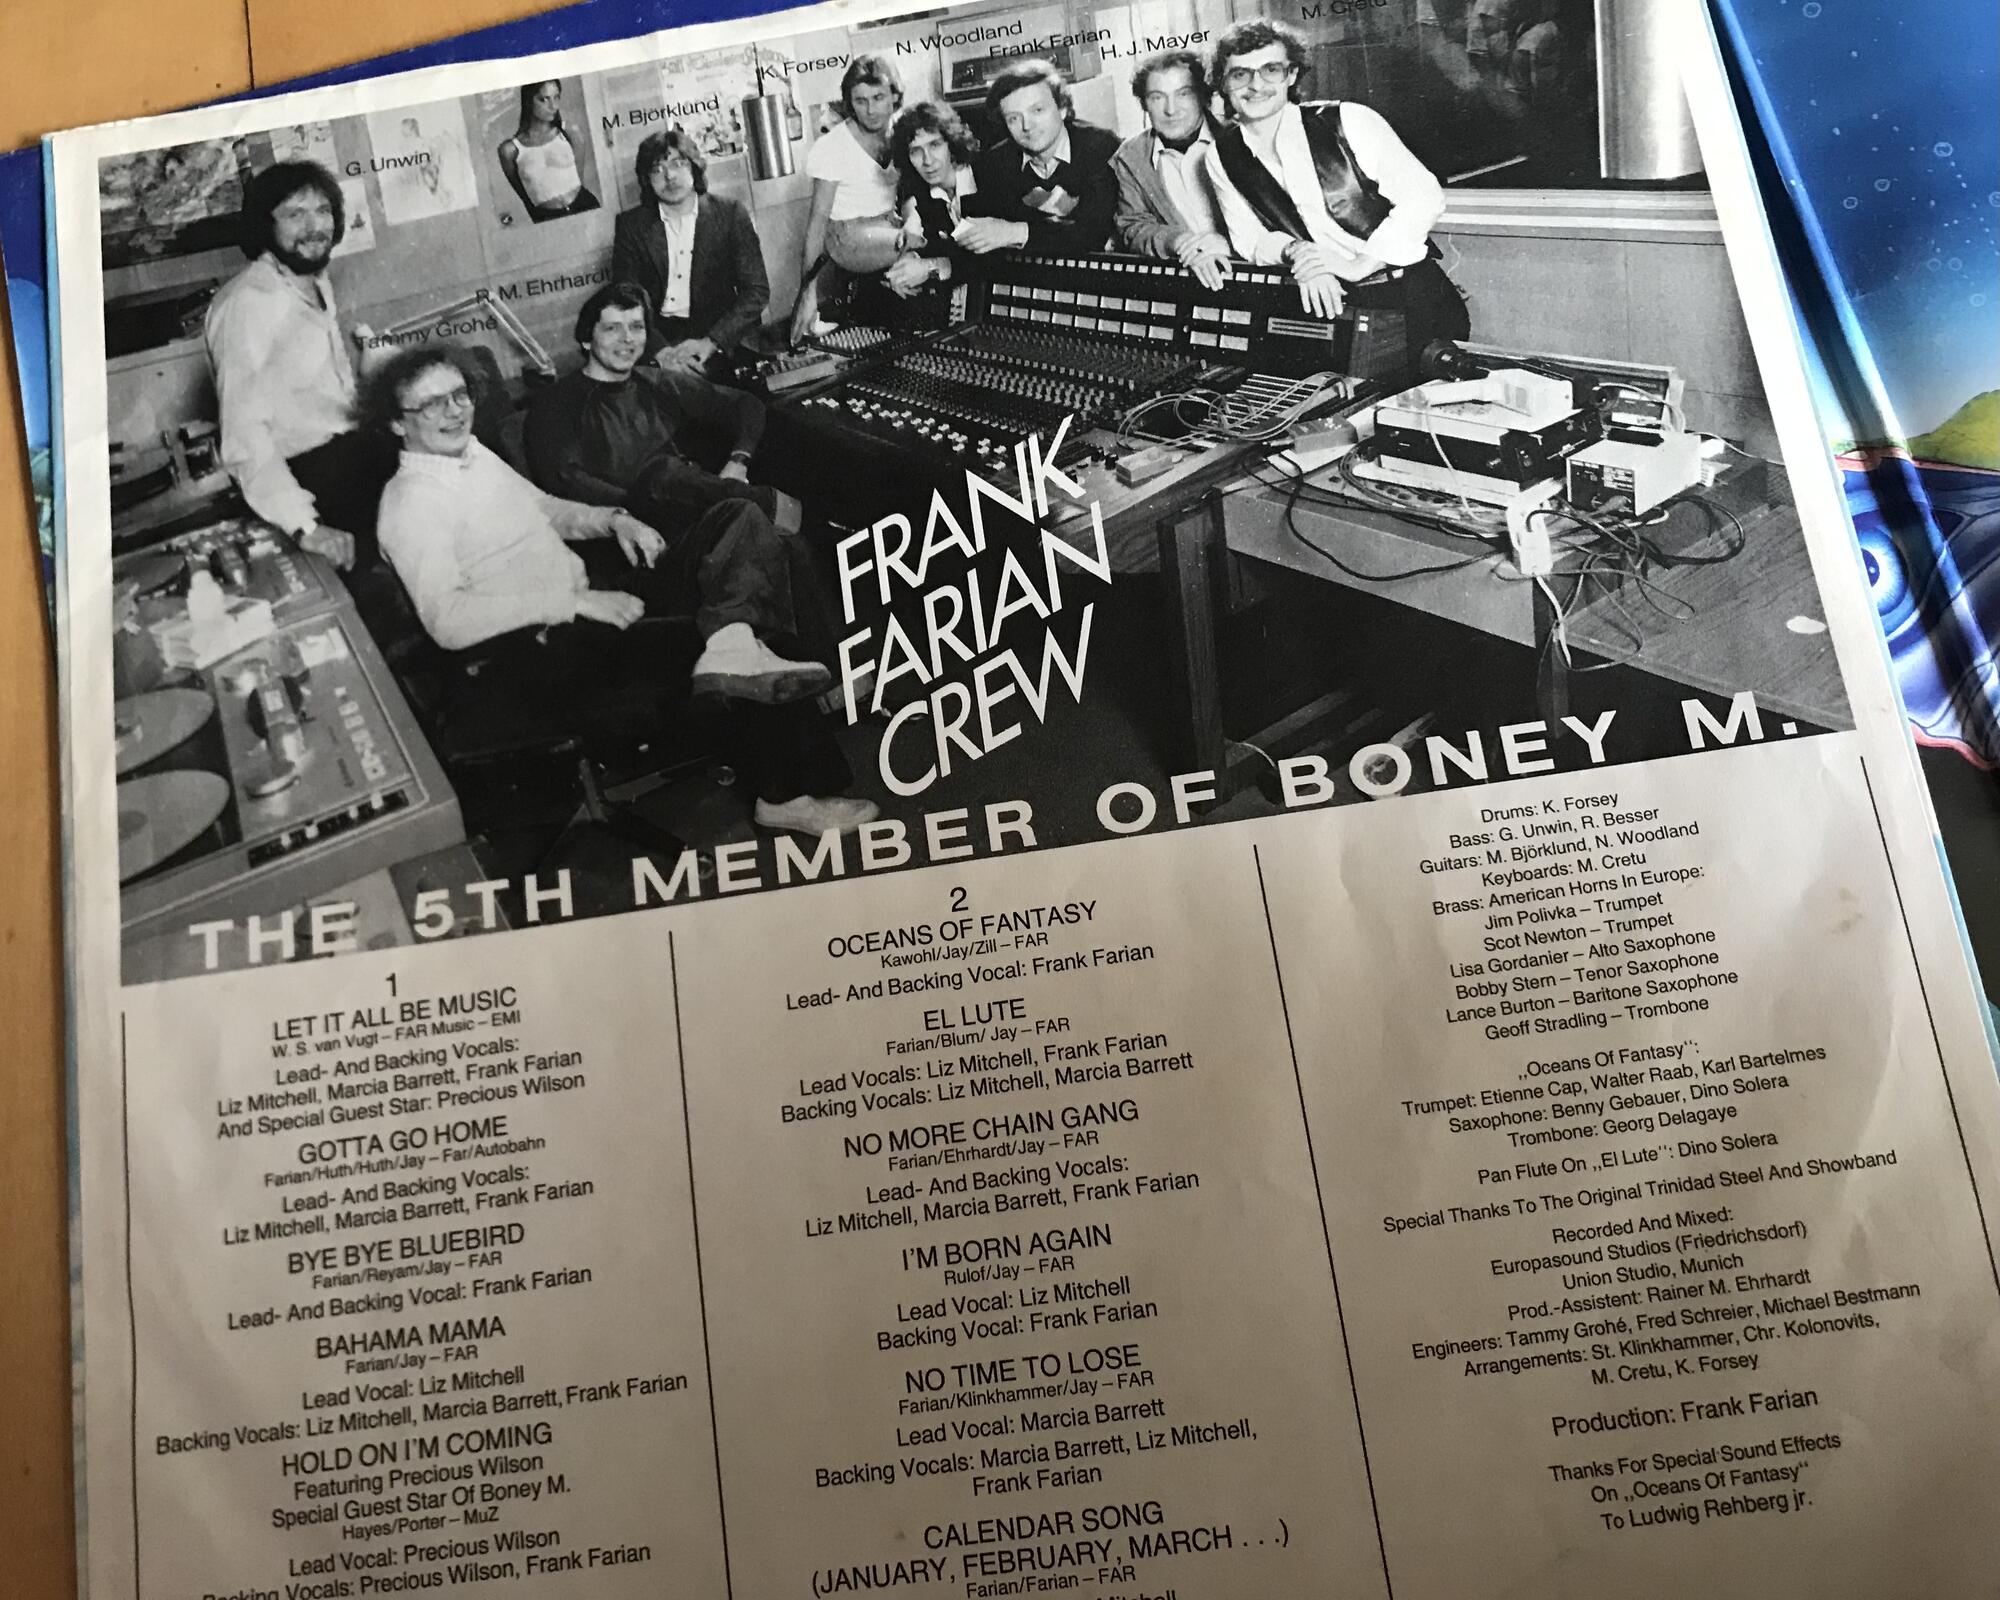 M. Cretu
N. Woodland
Frank Farian
H. J. Mayer
K. Forsey
M. Björklund
G. Unwin
R. M. Ehrhardt
Tammy Grohé
FRANK
FARIAN
CREW
THE 5TH MEMBER OF BONEY M.
1
LET IT ALL BE MUSIC
W. S. van Vugt – FAR Music – EMI
Lead- And Backing Vocals:
Liz Mitchell, Marcia Barrett, Frank Farian
And Special Guest Star: Precious Wilson
GOTTA GO HOME
Farian/Huth/Huth/Jay – Far/Autobahn
Lead- And Backing Vocals:
Liz Mitchell, Marcia Barrett, Frank Farian
BYE BYE BLUEBIRD
Farian/Reyam/Jay – FAR
Lead- And Backing Vocal: Frank Farian
BAHAMA MAMA
Farian/Jay – FAR
Lead Vocal: Liz Mitchell
Backing Vocals: Liz Mitchell, Marcia Barrett, Frank Farian
HOLD ON I'M COMING
Featuring Precious Wilson
Special Guest Star Of Boney M.
Hayes/Porter – MuZ
Lead Vocal: Precious Wilson
Backing Vocals: Precious Wilson, Frank Farian
2
OCEANS OF FANTASY
Kawohl/Jay/Zill – FAR
Lead- And Backing Vocal: Frank Farian
EL LUTE
Farian/Blum/ Jay – FAR
Lead Vocals: Liz Mitchell, Frank Farian
Backing Vocals: Liz Mitchell, Marcia Barrett
NO MORE CHAIN GANG
Farian/Ehrhardt/Jay – FAR
Lead- And Backing Vocals:
Liz Mitchell, Marcia Barrett, Frank Farian
I'M BORN AGAIN
Rulof/Jay – FAR
Lead Vocal: Liz Mitchell
Backing Vocal: Frank Farian
NO TIME TO LOSE
Farian/Klinkhammer/Jay – FAR
Lead Vocal: Marcia Barrett
Backing Vocals: Marcia Barrett, Liz Mitchell,
Frank Farian
CALENDAR SONG
(JANUARY, FEBRUARY, MARCH . . .)
Farian/Farian – FAR
Mitchell
Drums: K. Forsey
Bass: G. Unwin, R. Besser
Guitars: M. Björklund, N. Woodland
Keyboards: M. Cretu
Brass: American Horns In Europe:
Jim Polivka – Trumpet
Scot Newton – Trumpet
Lisa Gordanier – Alto Saxophone
Bobby Stern – Tenor Saxophone
Lance Burton – Baritone Saxophone
Geoff Stradling – Trombone
„Oceans Of Fantasy“:
Trumpet: Etienne Cap, Walter Raab, Karl Bartelmes
Saxophone: Benny Gebauer, Dino Solera
Trombone: Georg Delagaye
Pan Flute On „El Lute“: Dino Solera
Special Thanks To The Original Trinidad Steel And Showband
Recorded And Mixed:
Europasound Studios (Friedrichsdorf)
Union Studio, Munich
Prod.-Assistent: Rainer M. Ehrhardt
Engineers: Tammy Grohé, Fred Schreier, Michael Bestmann
Arrangements: St. Klinkhammer, Chr. Kolonovits,
M. Cretu, K. Forsey
Production: Frank Farian
Thanks For Special Sound Effects
On „Oceans Of Fantasy“
To Ludwig Rehberg jr.